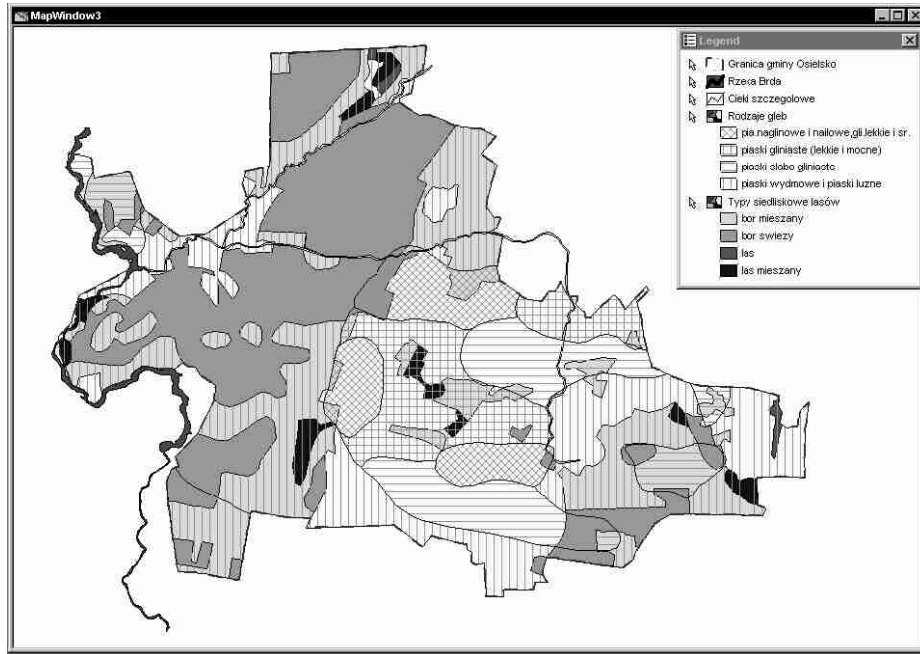 MapWindow3
Legend
Granica gminy Osielsko
Rzeka Brda
Cieki szczegolowe
Rodzaje gleb
pia.naglinowe i nailowe,gli.lekkie i sr.
piaski gliniaste (lekkie i mocne)
piaski slabo gliniaste
piaski wydmowe i piaski luzne
Typy siedliskowe lasów
bor mieszany
bor swiezy
las
las mieszany